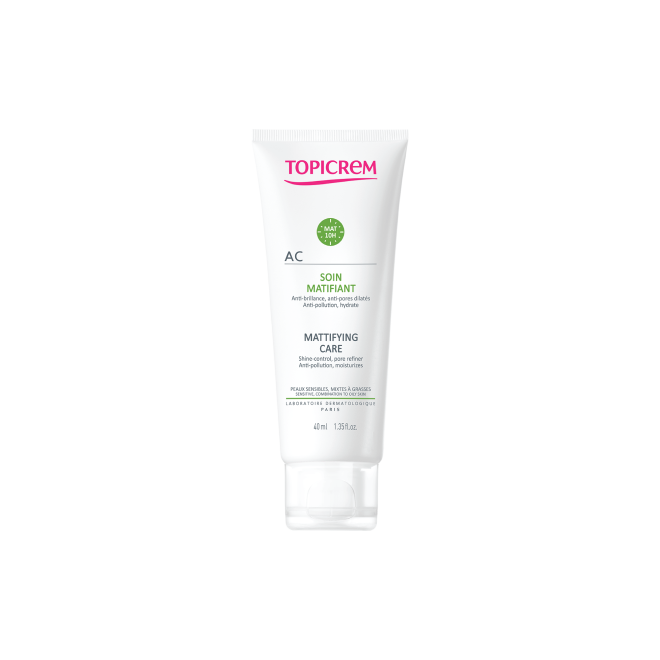 TOPICREM
MAT
10H
AC
SOIN
MATIFIANT
Anti-brillance, anti-pores dilatés
Anti-pollution, hydrate
MATTIFYING
CARE
Shine control, pore refiner
Anti-pollution, moisturizes
PEAUX SENSIBLES, MIXTES À GRASSES
SENSITIVE, COMBINATION TO OILY SKIN
LABORATOIRE DERMATOLOGIQUE
PARIS
40 ml 1.35 fl.oz.